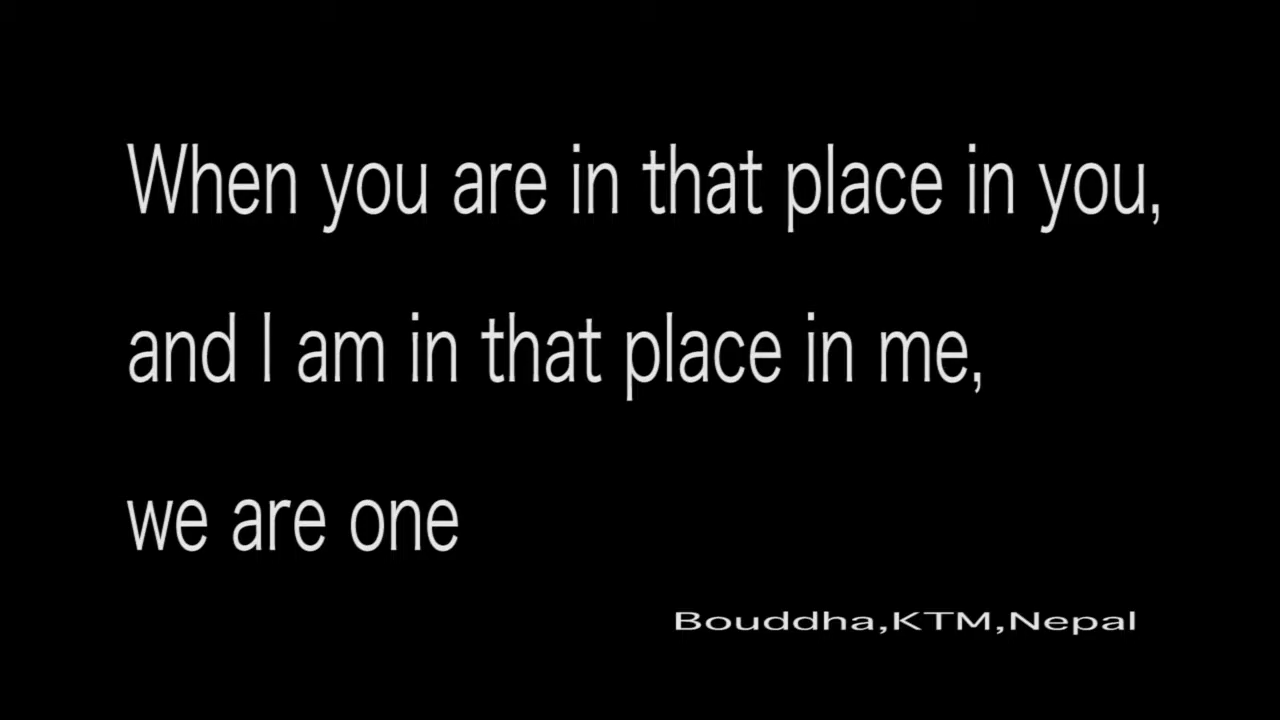 When you are in that place in you,
and I am in that place in me,
we are one
Bouddha,KTM,Nepal